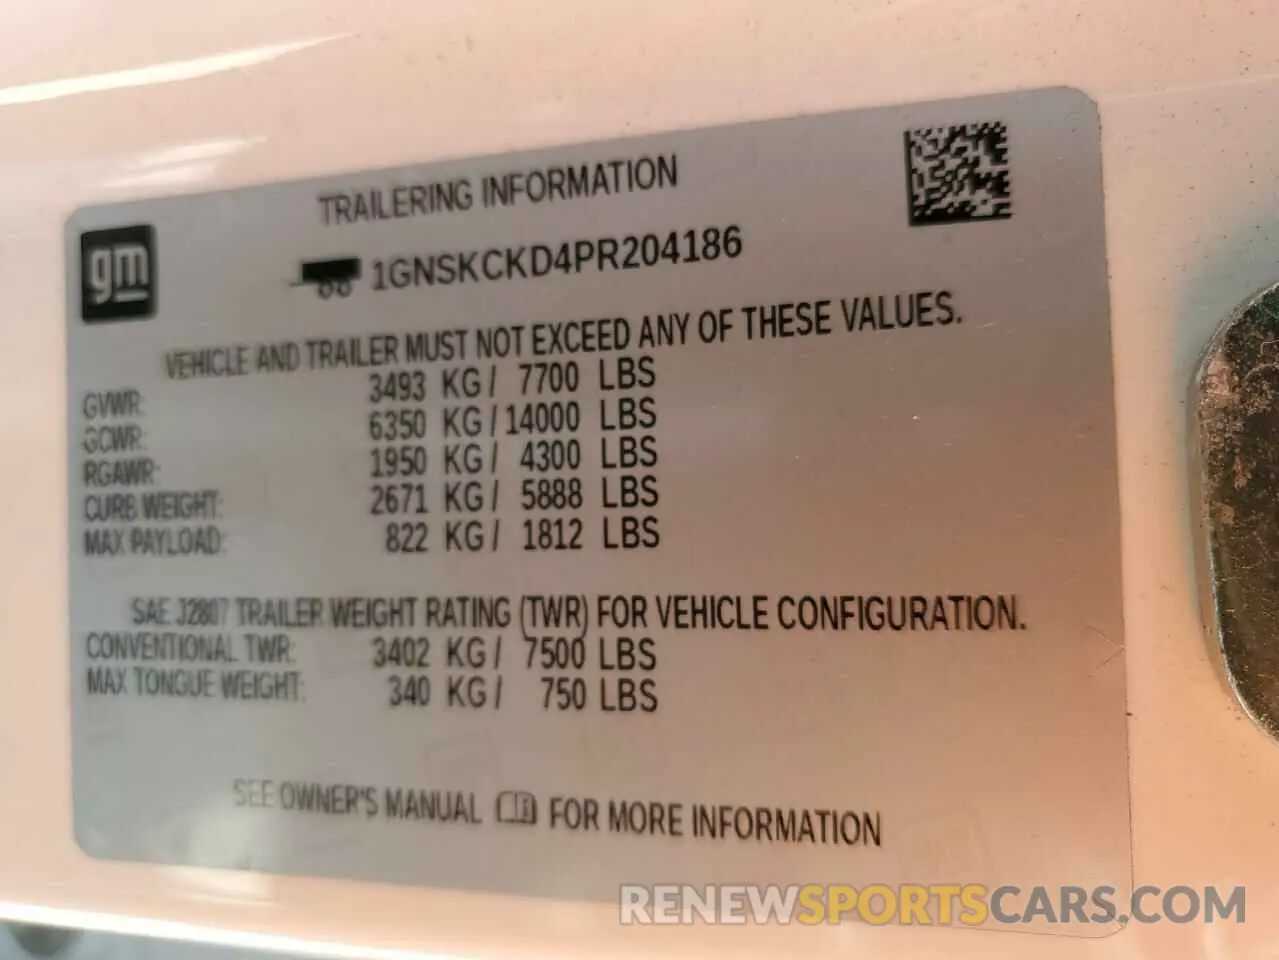 TRAILERING INFORMATION
gm
1GNSKCKD4PR204186
VEHICLE AND TRAILER MUST NOT EXCEED ANY OF THESE VALUES.
GVWR: 3493 KG / 7700 LBS
GCWR: 6350 KG / 14000 LBS
RGAWR: 1950 KG / 4300 LBS
CURB WEIGHT: 2671 KG / 5888 LBS
MAX PAYLOAD: 822 KG / 1812 LBS
SAE J2807 TRAILER WEIGHT RATING (TWR) FOR VEHICLE CONFIGURATION.
CONVENTIONAL TWR: 3402 KG / 7500 LBS
MAX TONGUE WEIGHT: 340 KG / 750 LBS
SEE OWNER'S MANUAL FOR MORE INFORMATION
RENEWSPORTSCARS.COM